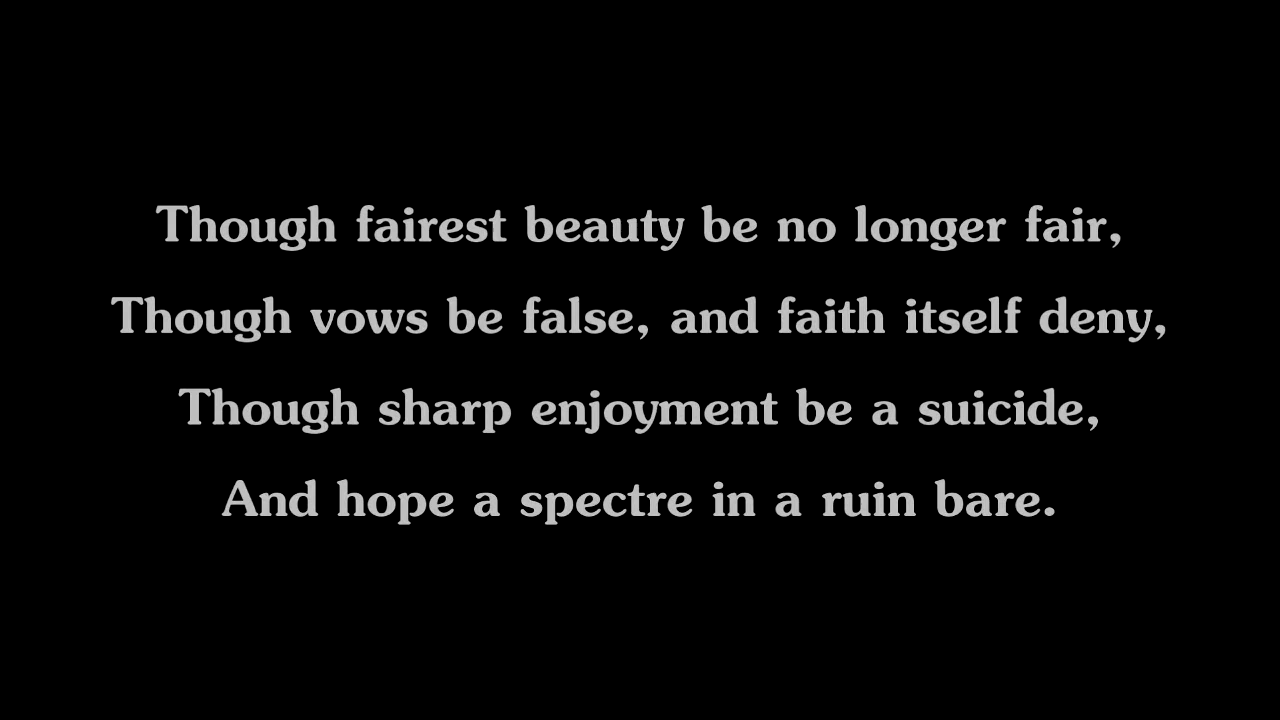 Though fairest beauty be no longer fair,
Though vows be false, and faith itself deny,
Though sharp enjoyment be a suicide,
And hope a spectre in a ruin bare.